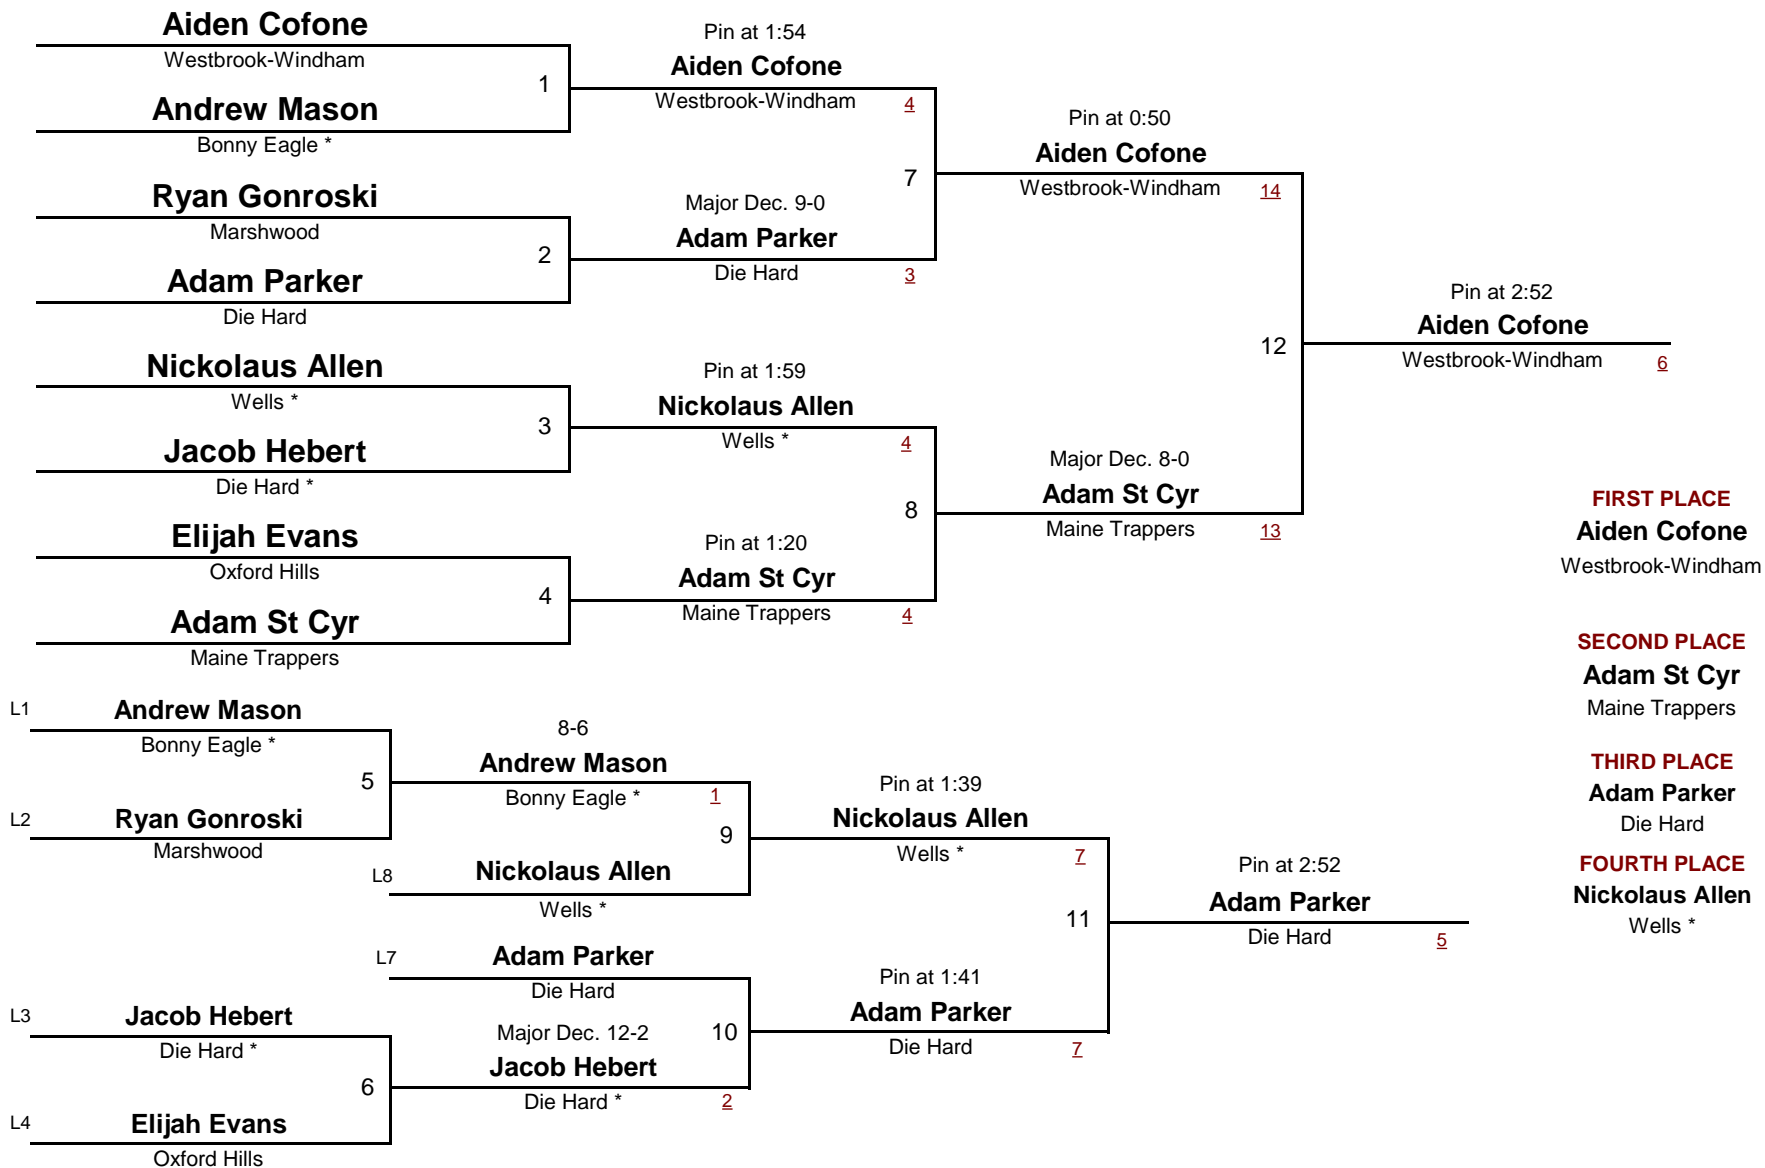 Aiden Cofone
Westbrook-Windham
1
Andrew Mason
Bonny Eagle *
Ryan Gonroski
Marshwood
2
Adam Parker
Die Hard
Nickolaus Allen
Wells *
3
Jacob Hebert
Die Hard *
Elijah Evans
Oxford Hills
4
Adam St Cyr
Maine Trappers
Pin at 1:54
Aiden Cofone
Westbrook-Windham 4
7
Major Dec. 9-0
Adam Parker
Die Hard 3
Pin at 1:59
Nickolaus Allen
Wells * 4
8
Pin at 1:20
Adam St Cyr
Maine Trappers 4
Pin at 0:50
Aiden Cofone
Westbrook-Windham 14
12
Major Dec. 8-0
Adam St Cyr
Maine Trappers 13
Pin at 2:52
Aiden Cofone
Westbrook-Windham 6
FIRST PLACE
Aiden Cofone
Westbrook-Windham
SECOND PLACE
Adam St Cyr
Maine Trappers
THIRD PLACE
Adam Parker
Die Hard
FOURTH PLACE
Nickolaus Allen
Wells *
L1 Andrew Mason
Bonny Eagle *
5
L2 Ryan Gonroski
Marshwood
8-6
Andrew Mason
Bonny Eagle * 1
9
L8 Nickolaus Allen
Wells *
L7 Adam Parker
Die Hard
10
Major Dec. 12-2
Jacob Hebert
Die Hard * 2
L3 Jacob Hebert
Die Hard *
6
L4 Elijah Evans
Oxford Hills
Pin at 1:39
Nickolaus Allen
Wells * 7
11
Pin at 1:41
Adam Parker
Die Hard 7
Pin at 2:52
Adam Parker
Die Hard 5